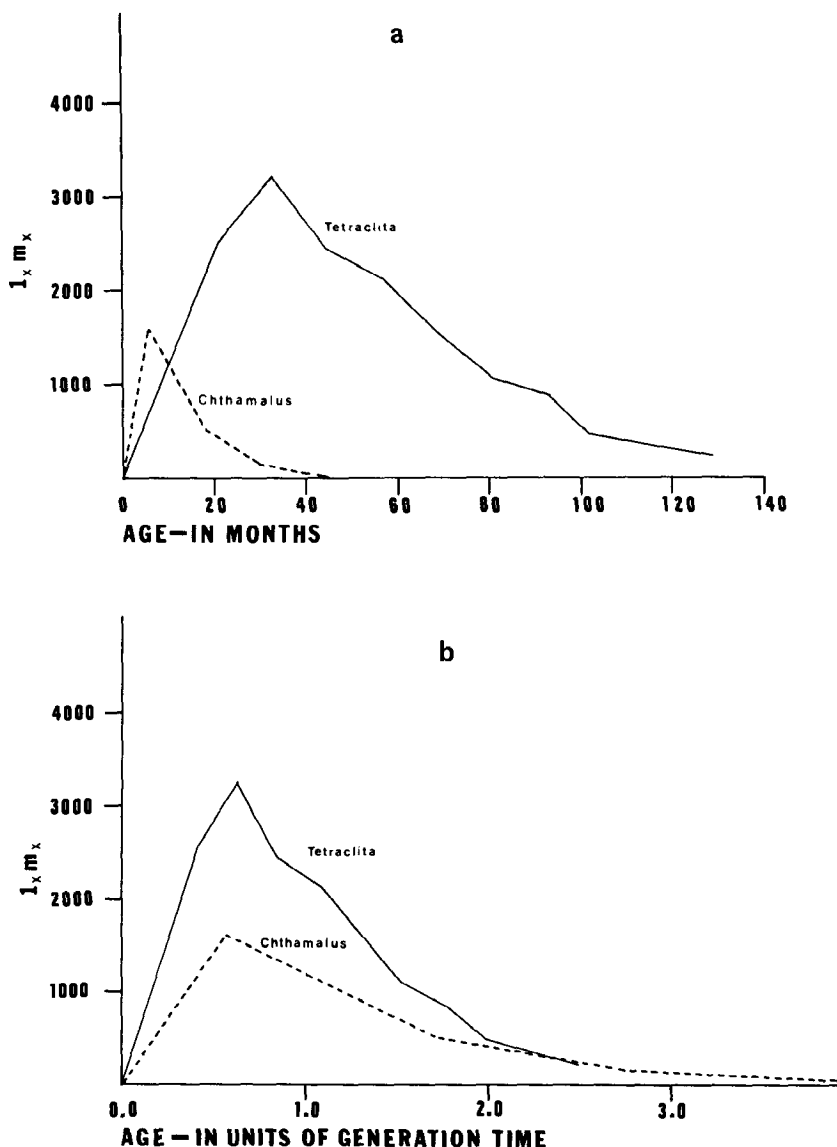 a
4000
3000
2000
1000
lₓ mₓ
Tetraclita
Chthamalus
0 20 40 60 80 100 120 140
AGE—IN MONTHS
b
4000
3000
2000
1000
lₓ mₓ
Tetraclita
Chthamalus
0.0 1.0 2.0 3.0
AGE — IN UNITS OF GENERATION TIME